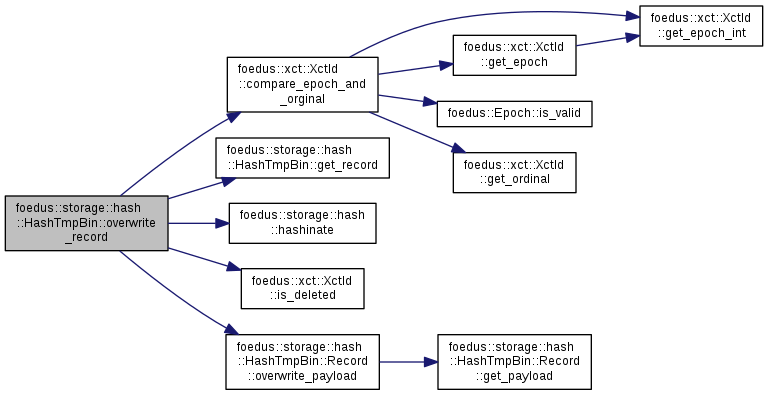 foedus::storage::hash
::HashTmpBin::overwrite
_record
foedus::xct::XctId
::compare_epoch_and
_orginal
foedus::storage::hash
::HashTmpBin::get_record
foedus::storage::hash
::hashinate
foedus::xct::XctId
::is_deleted
foedus::storage::hash
::HashTmpBin::Record
::overwrite_payload
foedus::xct::XctId
::get_epoch
foedus::Epoch::is_valid
foedus::xct::XctId
::get_ordinal
foedus::storage::hash
::HashTmpBin::Record
::get_payload
foedus::xct::XctId
::get_epoch_int